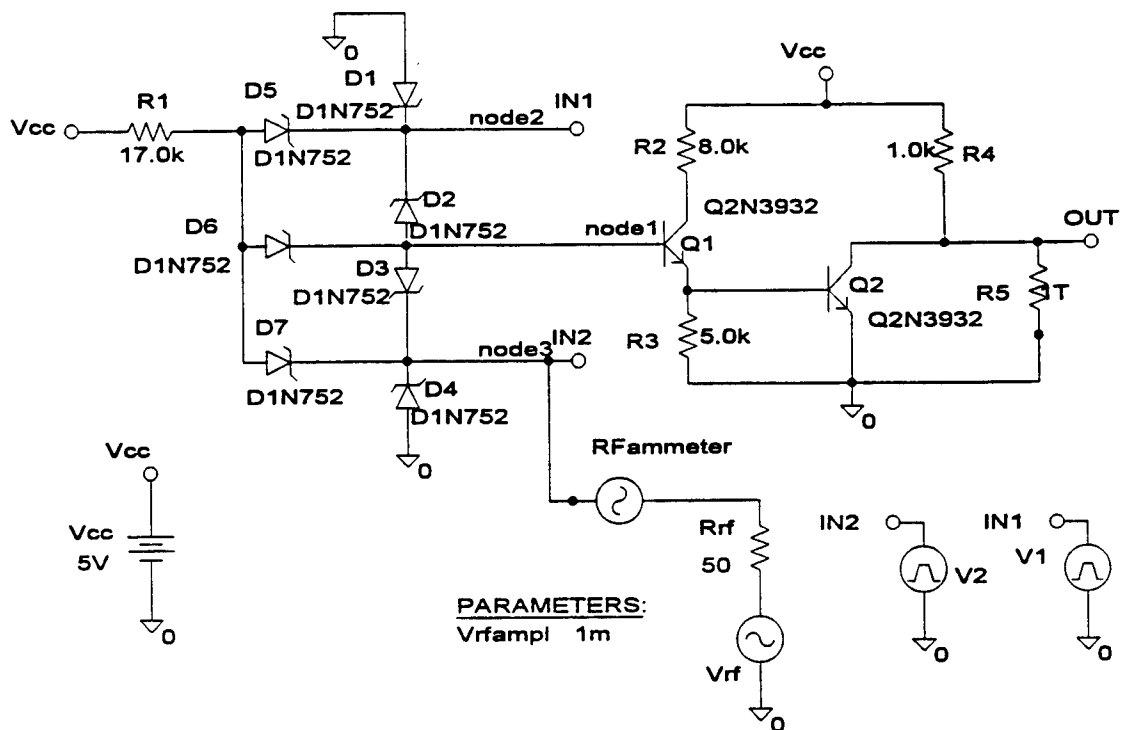 0
Vcc
D1
D5
R1
D1N752
IN1
node2
Vcc
17.0k
D1N752
R2
8.0k
1.0k
R4
D2
D1N752
Q2N3932
D6
node1
Q1
OUT
D1N752
D3
D1N752
Q2
R5
1T
Q2N3932
D7
IN2
R3
5.0k
node3
D1N752
D4
D1N752
0
0
RFammeter
Vcc
Vcc
5V
Rrf
50
IN2
IN1
V2
V1
PARAMETERS:
Vrfampl 1m
Vrf
0
0
0
0